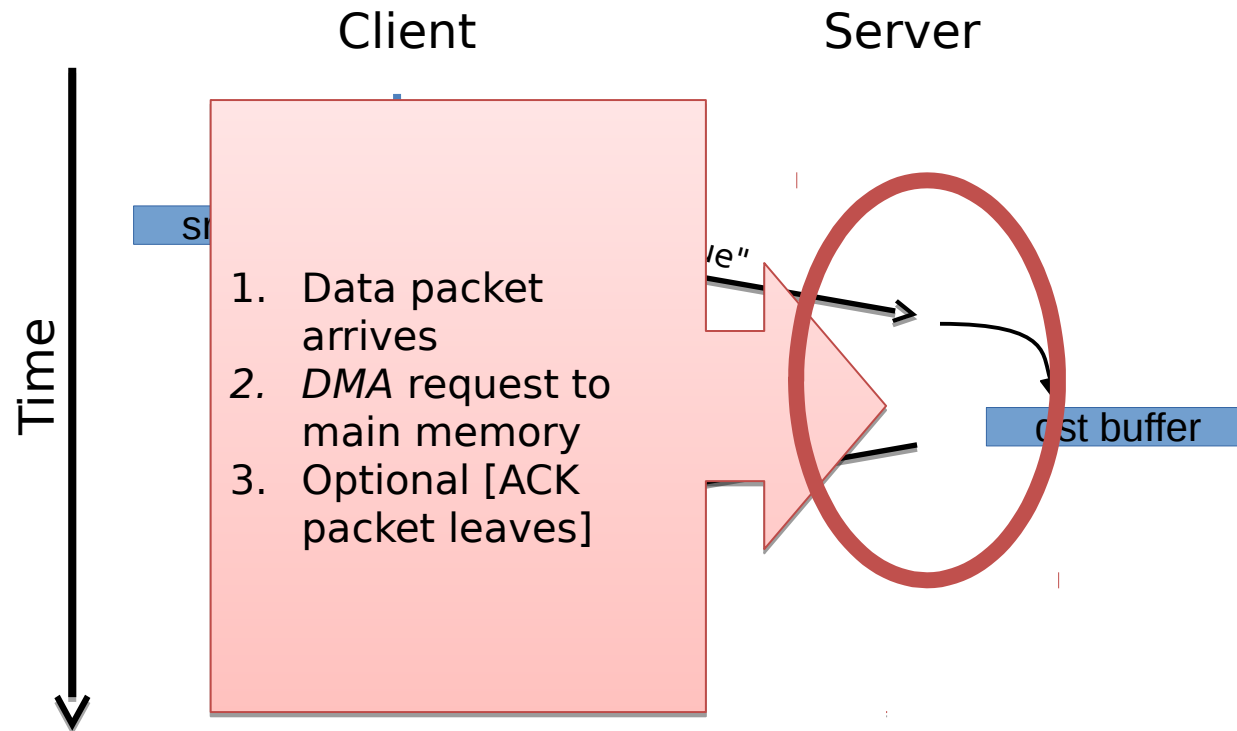 Client
Server
Time
1. Data packet
arrives
2. DMA request to
main memory
3. Optional [ACK
packet leaves]
dst buffer